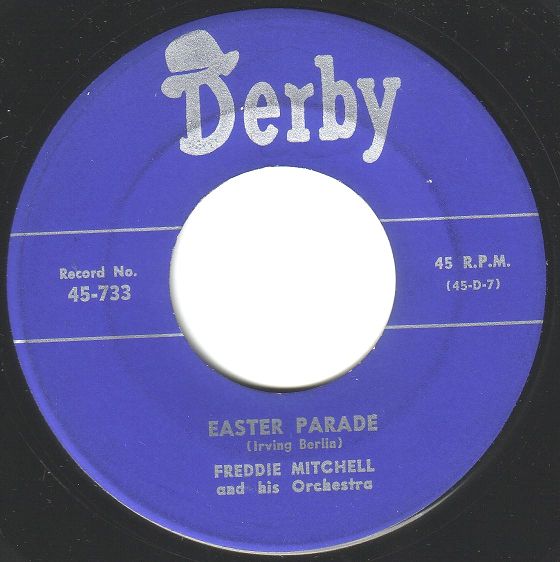 Derby
Record No.
45-733
45 R.P.M.
(45-D-7)
EASTER PARADE
(Irving Berlin)
FREDDIE MITCHELL
and his Orchestra